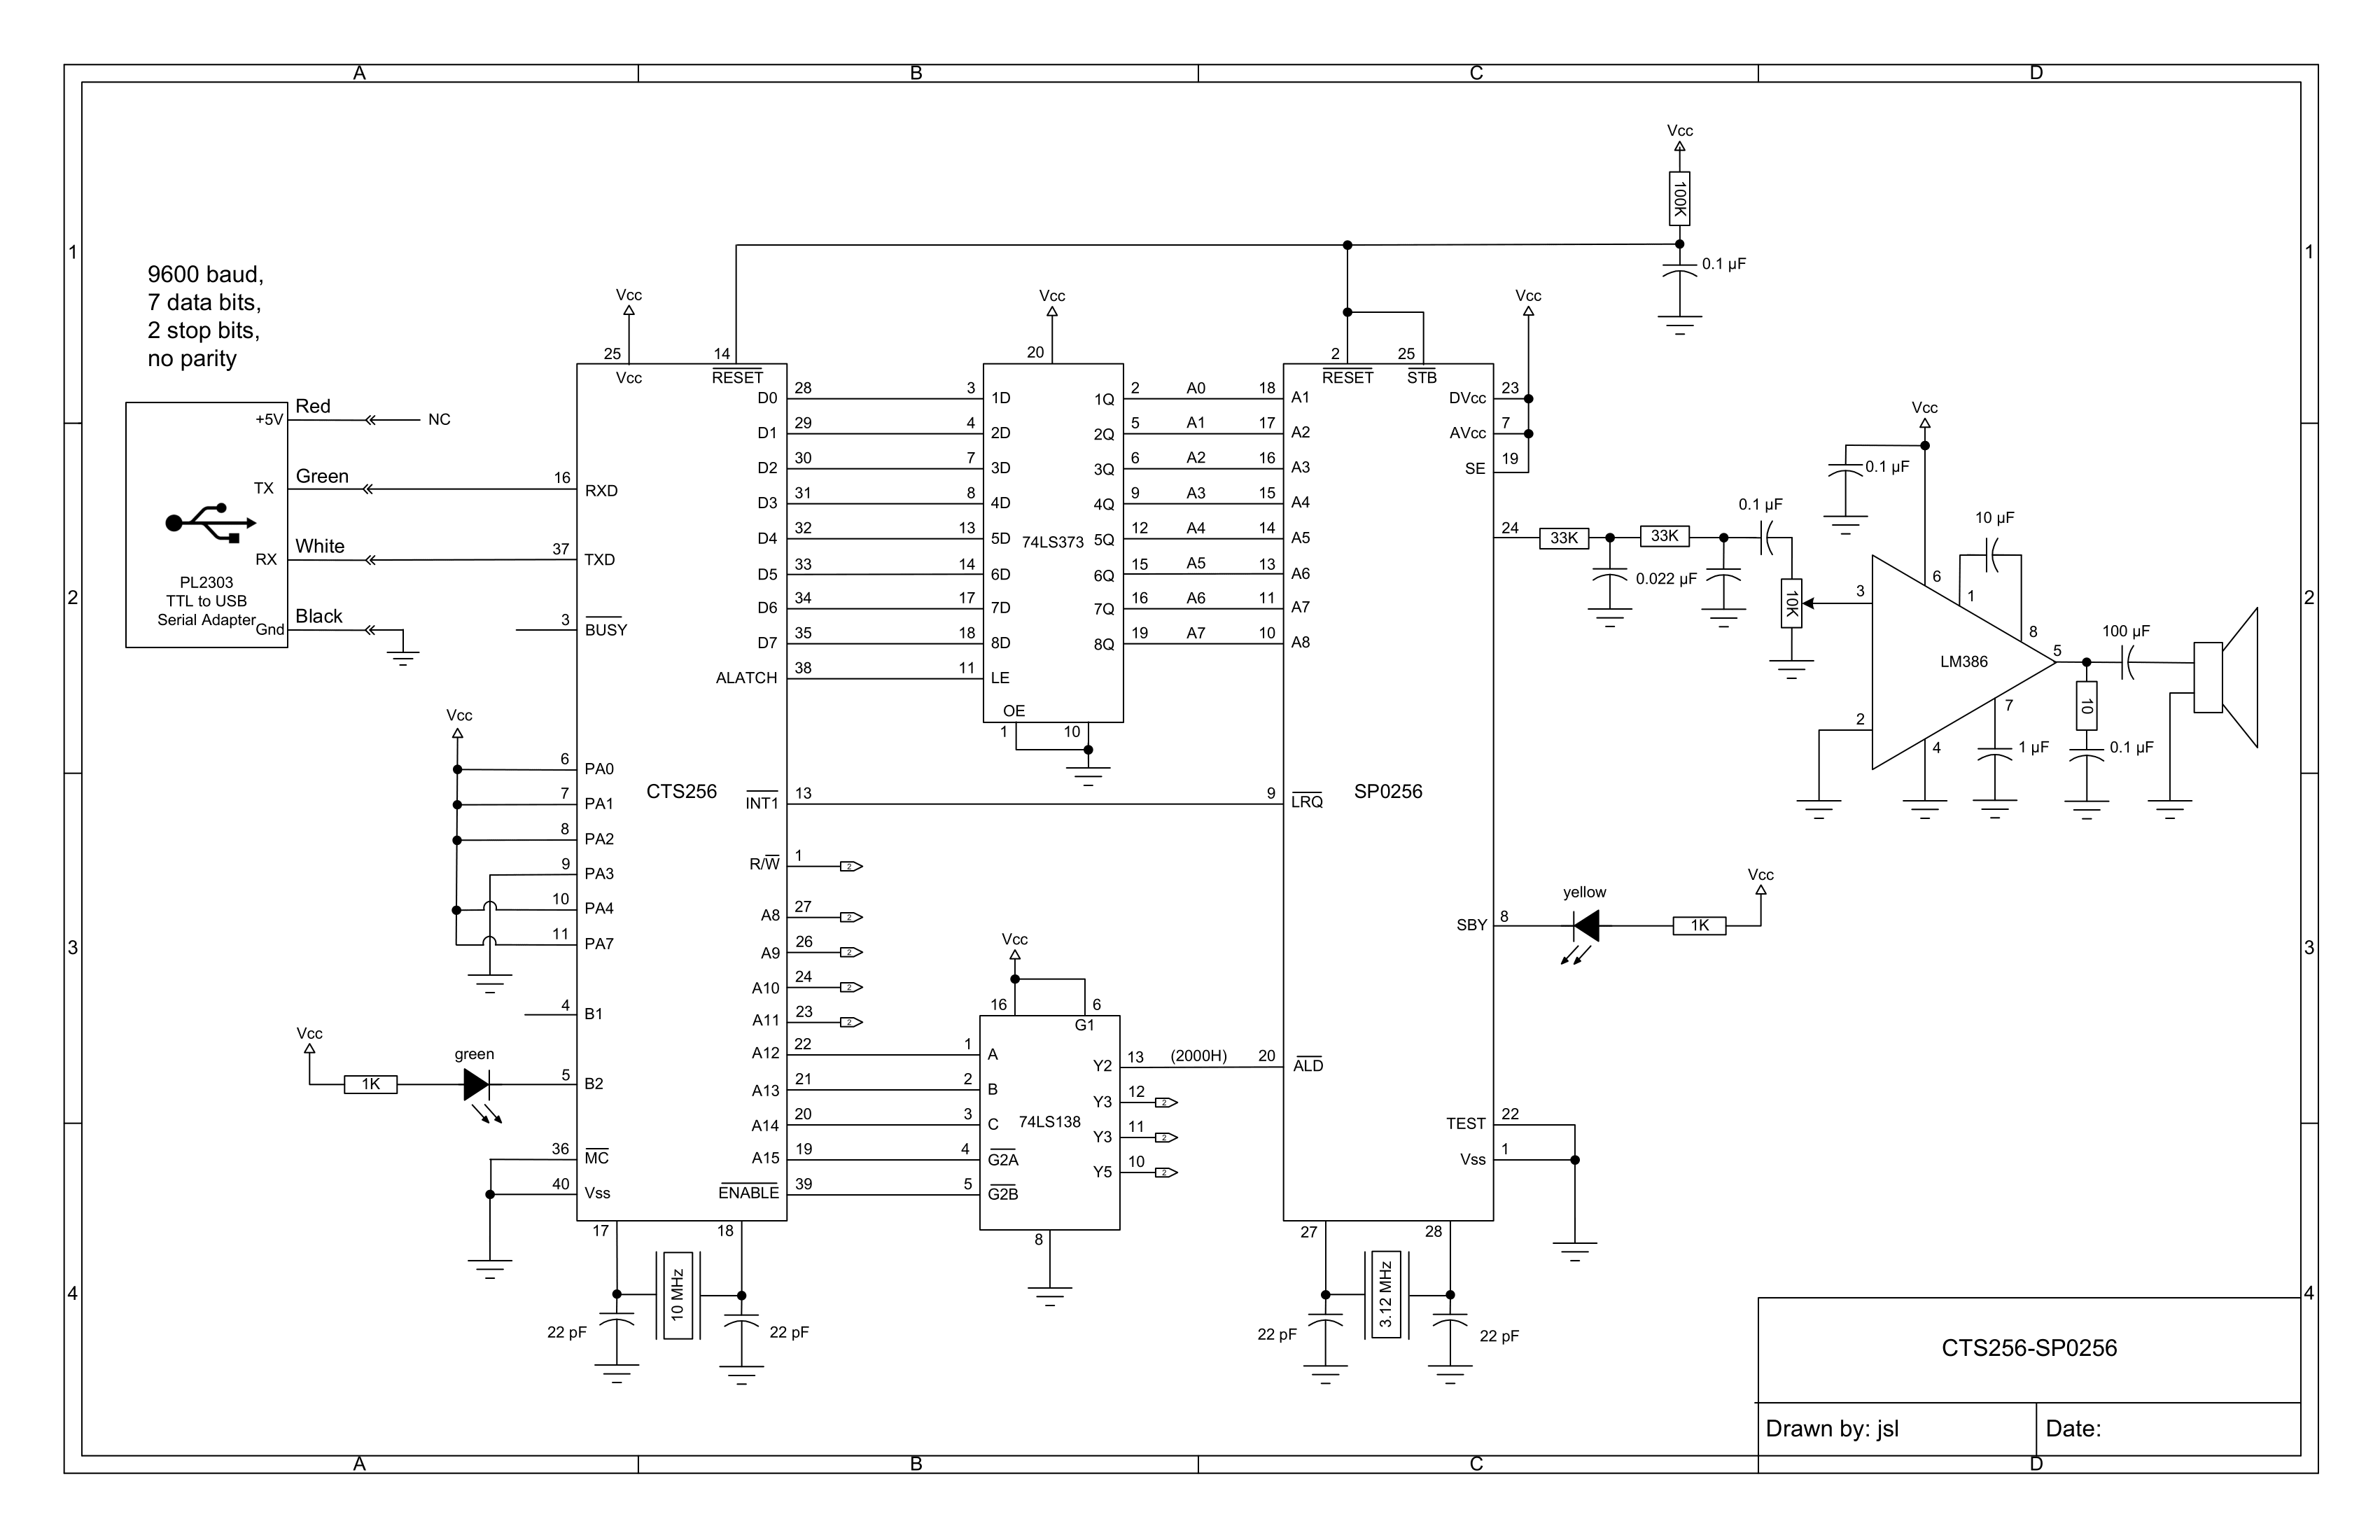 A
B
C
D
1
2
3
4
1
2
3
4
9600 baud,
7 data bits,
2 stop bits,
no parity
+5V
Red
NC
TX
Green
RX
White
PL2303
TTL to USB
Serial Adapter
Gnd
Black
Vcc
25
Vcc
14
RESET
16
RXD
37
TXD
3
BUSY
Vcc
6
PA0
7
PA1
8
PA2
9
PA3
10
PA4
11
PA7
4
B1
Vcc
1K
green
5
B2
36
MC
40
Vss
CTS256
D0
28
D1
29
D2
30
D3
31
D4
32
D5
33
D6
34
D7
35
ALATCH
38
INT1
13
R/W
1
2
A8
27
2
A9
26
2
A10
24
2
A11
23
2
A12
22
A13
21
A14
20
A15
19
ENABLE
39
17
18
10 MHz
22 pF
22 pF
Vcc
20
3
1D
4
2D
7
3D
8
4D
13
5D
14
6D
17
7D
18
8D
11
LE
OE
1
10
74LS373
1Q
2
A0
2Q
5
A1
3Q
6
A2
4Q
9
A3
5Q
12
A4
6Q
15
A5
7Q
16
A6
8Q
19
A7
Vcc
16
6
G1
1
A
2
B
3
C
4
G2A
5
G2B
8
74LS138
Y2
13
(2000H)
Y3
12
2
Y3
11
2
Y5
10
2
2
RESET
25
STB
18
A1
17
A2
16
A3
15
A4
14
A5
13
A6
11
A7
10
A8
9
LRQ
SP0256
20
ALD
DVcc
23
AVcc
7
SE
19
Vcc
24
SBY
8
yellow
1K
Vcc
TEST
22
Vss
1
27
28
3.12 MHz
22 pF
22 pF
Vcc
100K
0.1 µF
33K
33K
0.022 µF
0.1 µF
10K
Vcc
0.1 µF
10 µF
3
6
1
8
2
4
7
5
LM386
1 µF
100 µF
10
0.1 µF
CTS256-SP0256
Drawn by: jsl
Date:
A
B
C
D